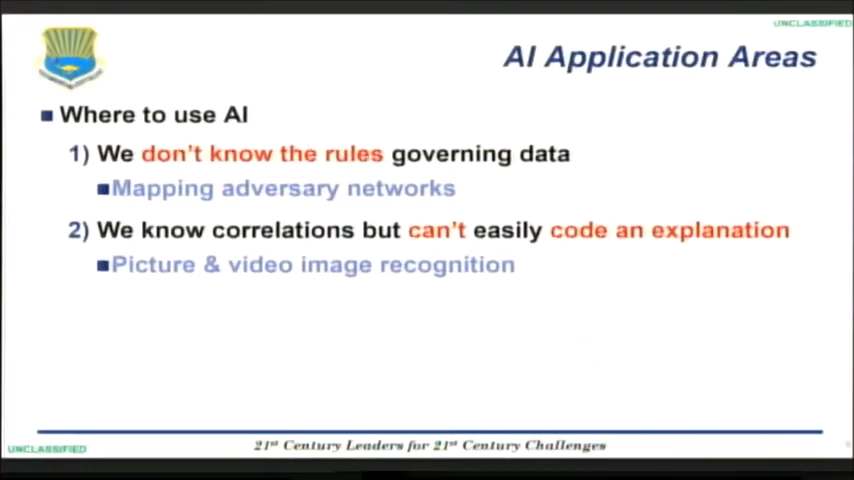 UNCLASSIFIED
AI Application Areas
Where to use AI
1) We don't know the rules governing data
Mapping adversary networks
2) We know correlations but can't easily code an explanation
Picture & video image recognition
21st Century Leaders for 21st Century Challenges
UNCLASSIFIED